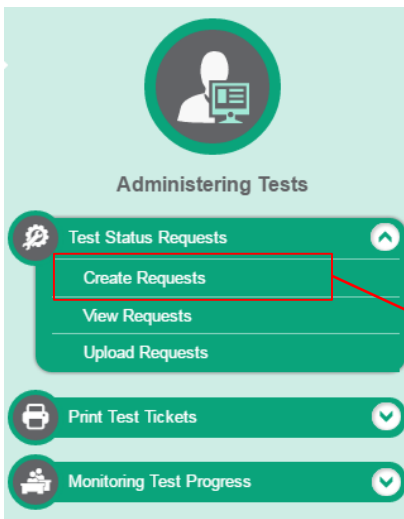 Administering Tests
Test Status Requests
Create Requests
View Requests
Upload Requests
Print Test Tickets
Monitoring Test Progress